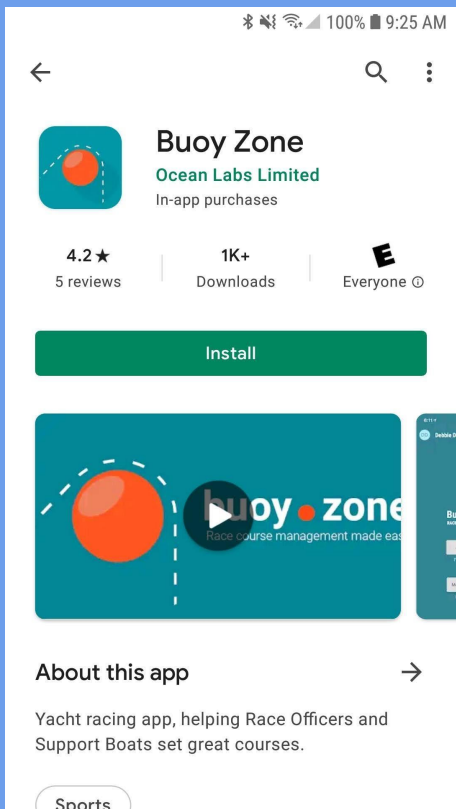 100% 9:25 AM
Buoy Zone
Ocean Labs Limited
In-app purchases
4.2★
5 reviews
1K+
Downloads
E
Everyone
Install
buoy zone
Race course management made eas
Debbie D
Bu
About this app
Yacht racing app, helping Race Officers and
Support Boats set great courses.
Sports